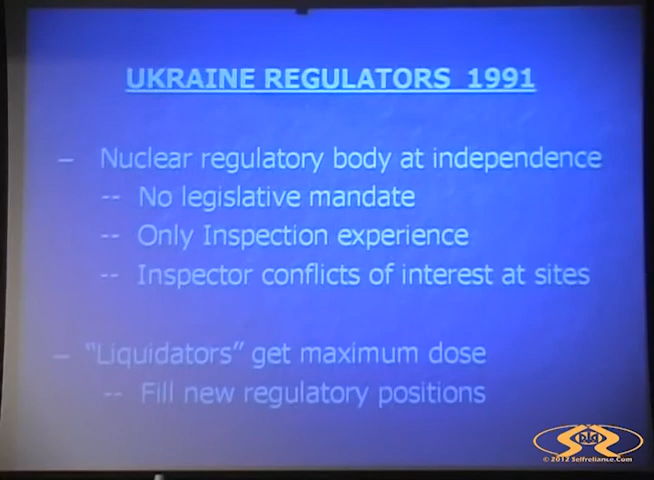 UKRAINE REGULATORS 1991
– Nuclear regulatory body at independence
-- No legislative mandate
-- Only Inspection experience
-- Inspector conflicts of interest at sites
– “Liquidators” get maximum dose
-- Fill new regulatory positions
© 2012 Selfreliance.Com